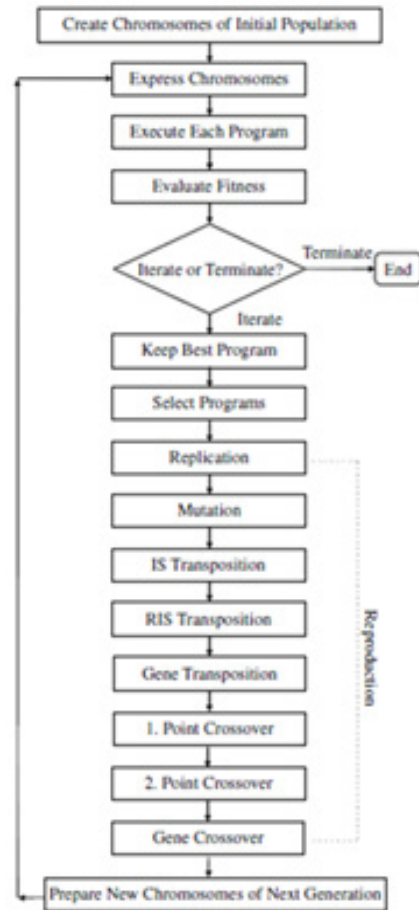 Create Chromosomes of Initial Population
Express Chromosomes
Execute Each Program
Evaluate Fitness
Iterate or Terminate?
Terminate
End
Iterate
Keep Best Program
Select Programs
Replication
Mutation
IS Transposition
RIS Transposition
Gene Transposition
1. Point Crossover
2. Point Crossover
Gene Crossover
Reproduction
Prepare New Chromosomes of Next Generation